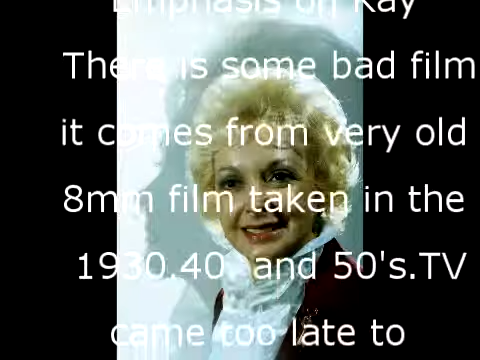 Emphasis on Kay
There is some bad film
it comes from very old
8mm film taken in the
1930.40. and 50's.TV
came too late to